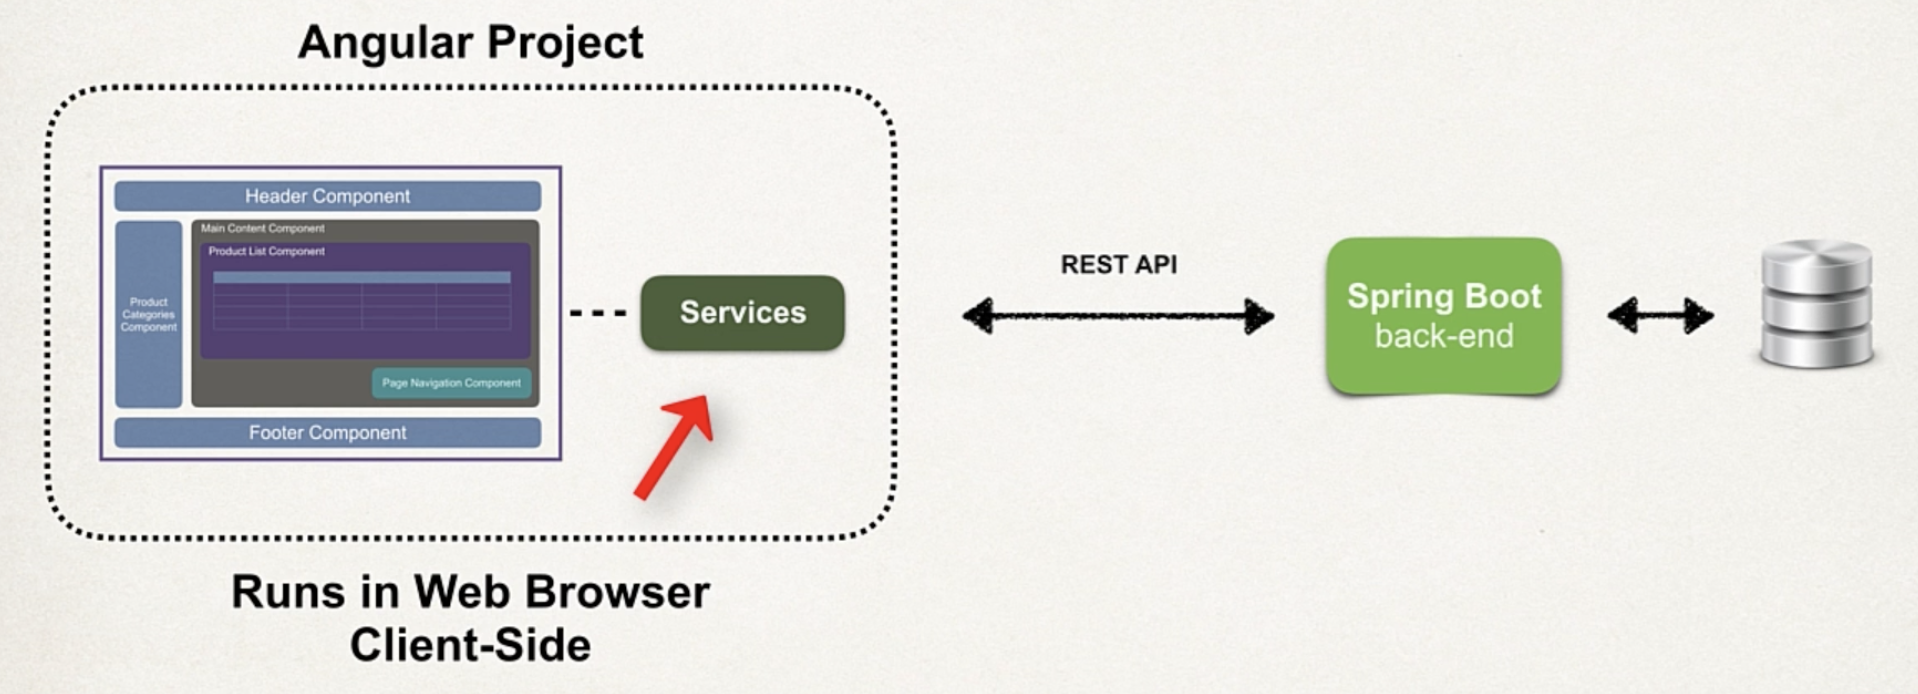 Angular Project
Header Component
Main Content Component
Product List Component
Product
Categories
Component
Page Navigation Component
Footer Component
Services
REST API
Spring Boot
back-end
Runs in Web Browser
Client-Side